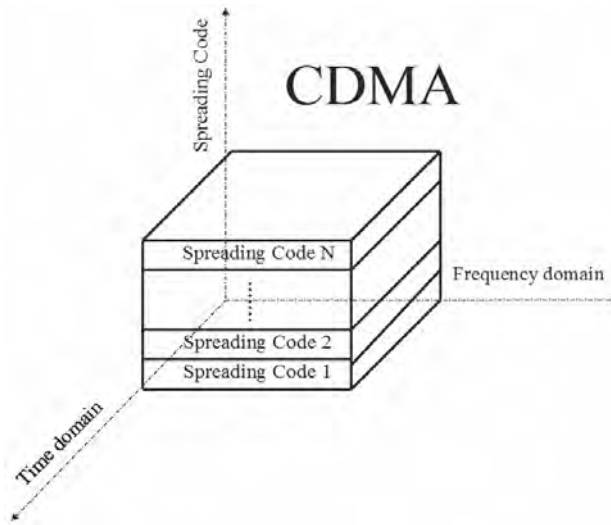 Spreading Code
CDMA
Spreading Code N
Frequency domain
Spreading Code 2
Spreading Code 1
Time domain